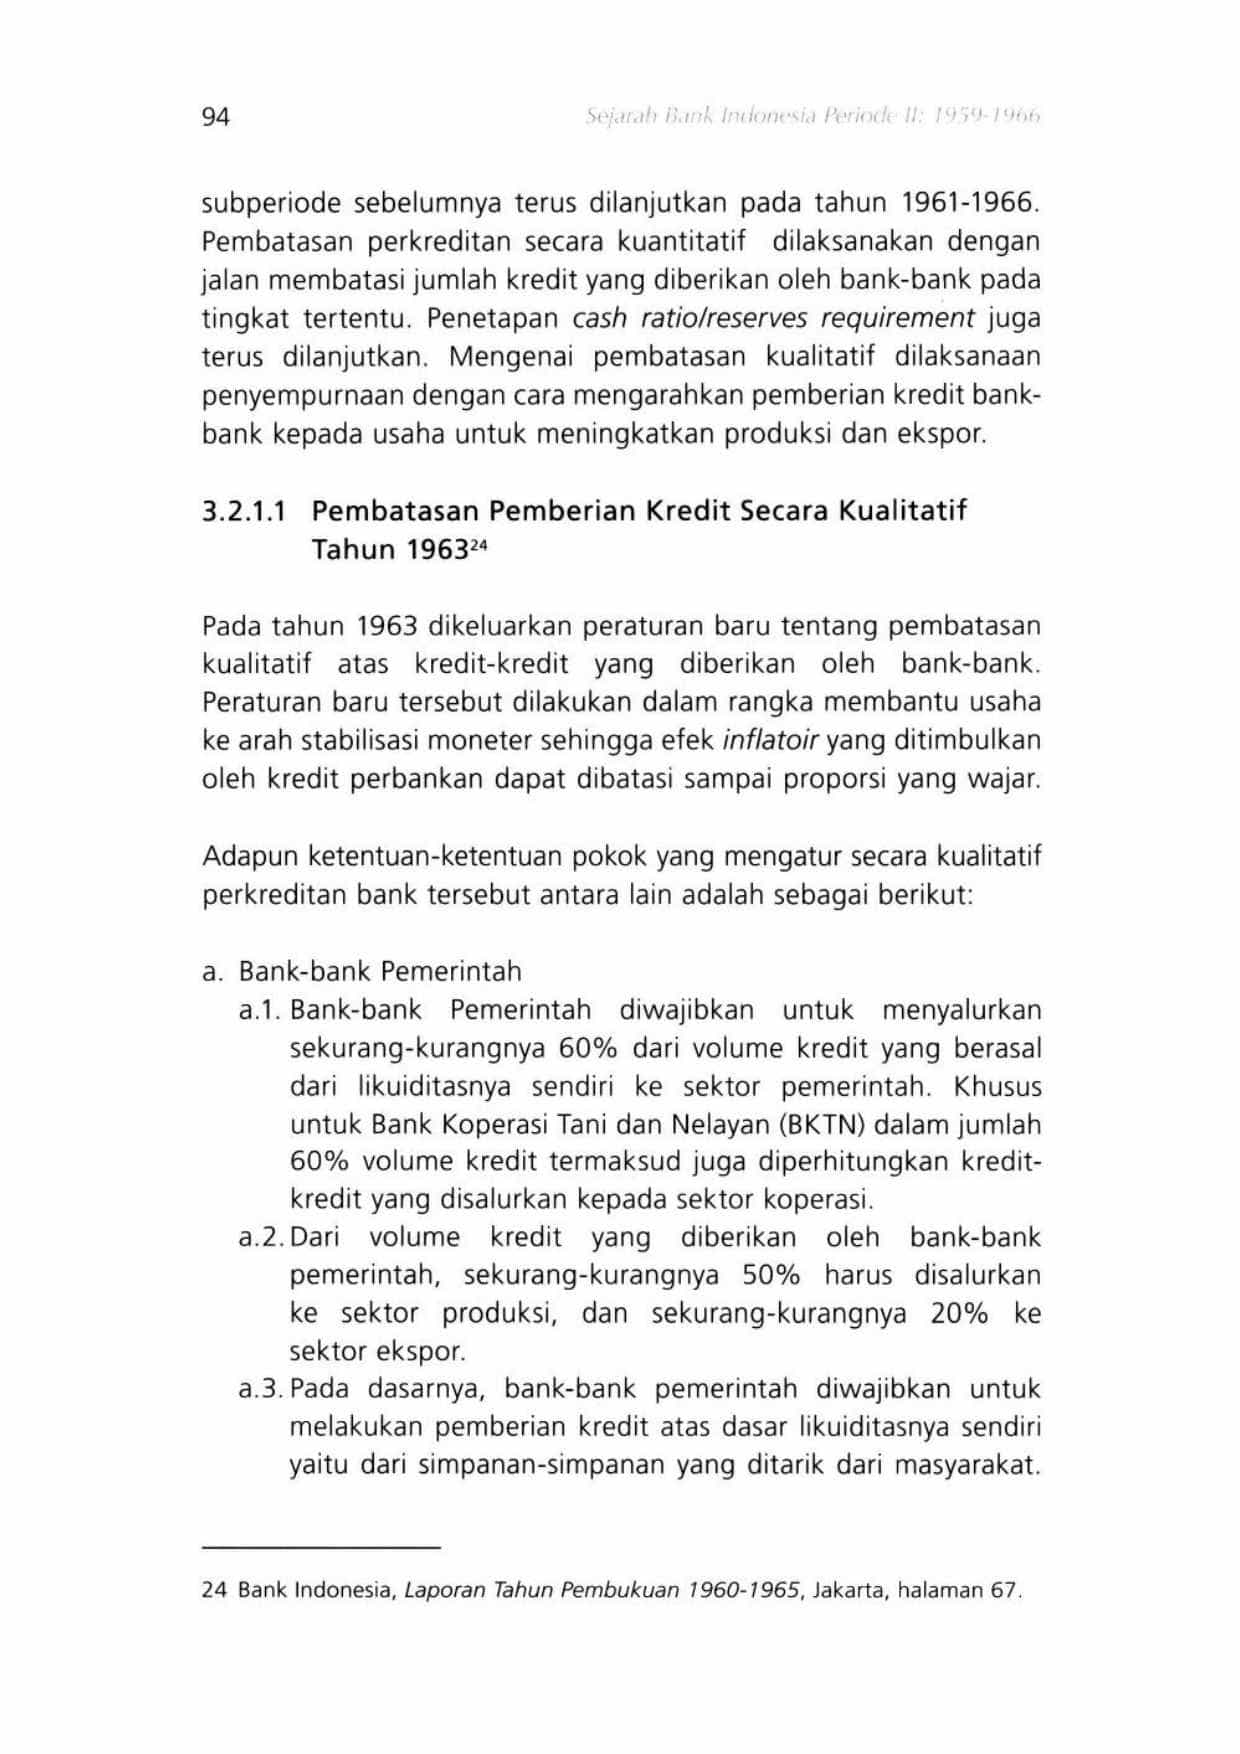 94 Sejarah Bank Indonesia Periode II: 1959-1966
subperiode sebelumnya terus dilanjutkan pada tahun 1961-1966.
Pembatasan perkreditan secara kuantitatif dilaksanakan dengan
jalan membatasi jumlah kredit yang diberikan oleh bank-bank pada
tingkat tertentu. Penetapan cash ratio/reserves requirement juga
terus dilanjutkan. Mengenai pembatasan kualitatif dilaksanaan
penyempurnaan dengan cara mengarahkan pemberian kredit bank-
bank kepada usaha untuk meningkatkan produksi dan ekspor.
3.2.1.1 Pembatasan Pemberian Kredit Secara Kualitatif
Tahun 1963²⁴
Pada tahun 1963 dikeluarkan peraturan baru tentang pembatasan
kualitatif atas kredit-kredit yang diberikan oleh bank-bank.
Peraturan baru tersebut dilakukan dalam rangka membantu usaha
ke arah stabilisasi moneter sehingga efek inflatoir yang ditimbulkan
oleh kredit perbankan dapat dibatasi sampai proporsi yang wajar.
Adapun ketentuan-ketentuan pokok yang mengatur secara kualitatif
perkreditan bank tersebut antara lain adalah sebagai berikut:
a. Bank-bank Pemerintah
a.1. Bank-bank Pemerintah diwajibkan untuk menyalurkan
sekurang-kurangnya 60% dari volume kredit yang berasal
dari likuiditasnya sendiri ke sektor pemerintah. Khusus
untuk Bank Koperasi Tani dan Nelayan (BKTN) dalam jumlah
60% volume kredit termaksud juga diperhitungkan kredit-
kredit yang disalurkan kepada sektor koperasi.
a.2. Dari volume kredit yang diberikan oleh bank-bank
pemerintah, sekurang-kurangnya 50% harus disalurkan
ke sektor produksi, dan sekurang-kurangnya 20% ke
sektor ekspor.
a.3. Pada dasarnya, bank-bank pemerintah diwajibkan untuk
melakukan pemberian kredit atas dasar likuiditasnya sendiri
yaitu dari simpanan-simpanan yang ditarik dari masyarakat.
24 Bank Indonesia, Laporan Tahun Pembukuan 1960-1965, Jakarta, halaman 67.